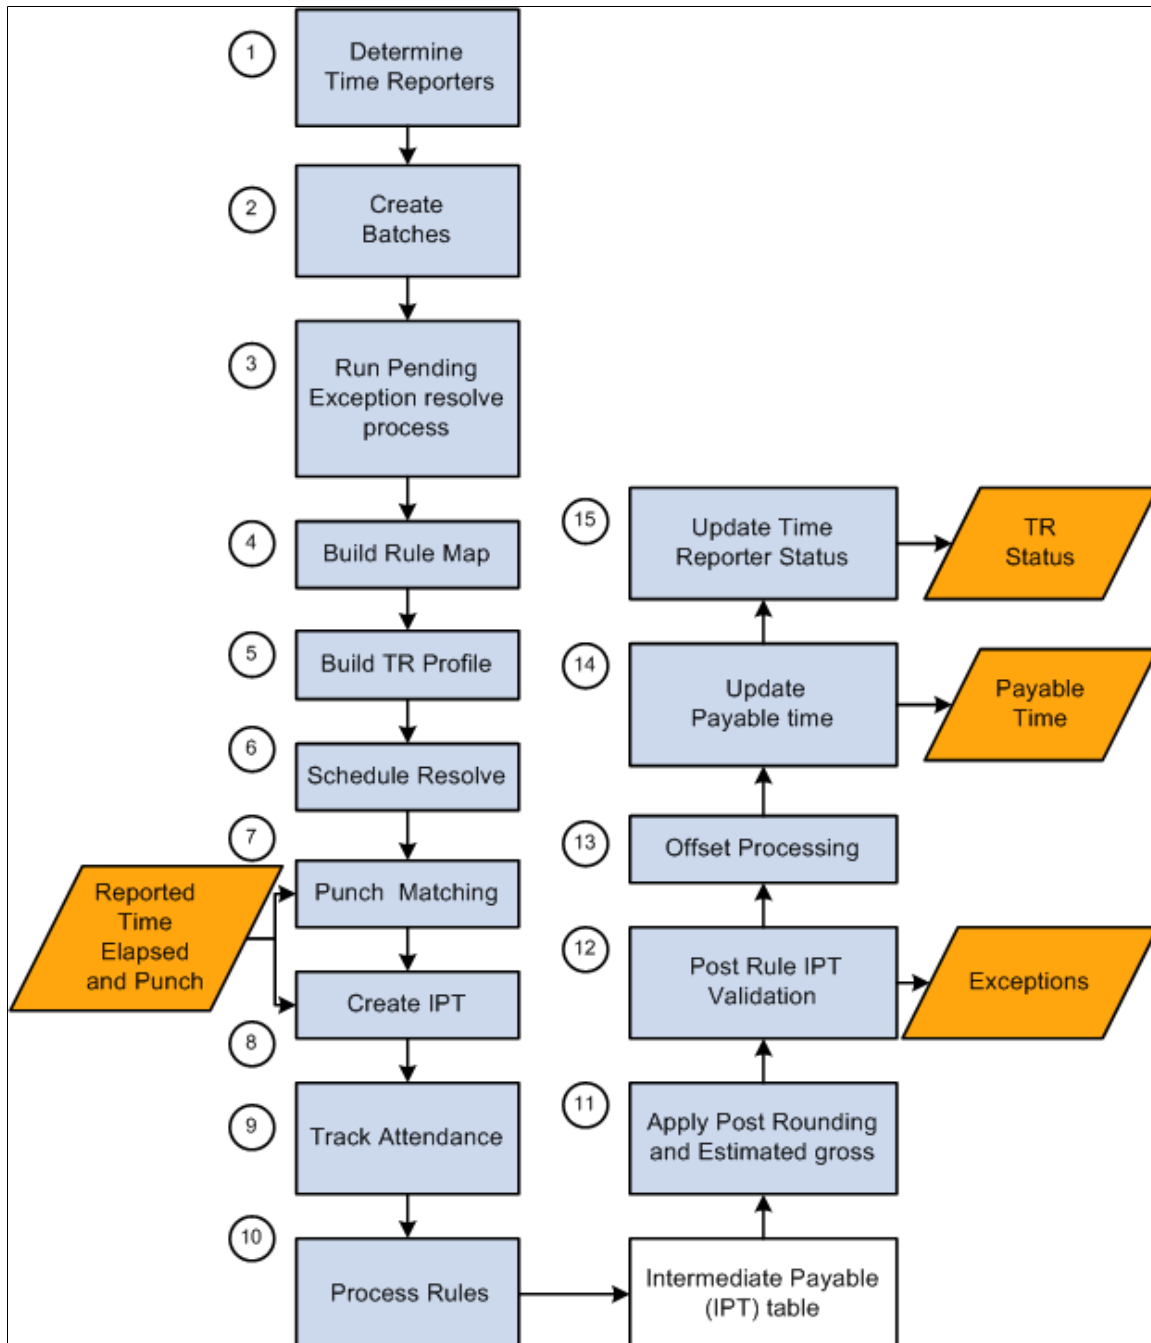 1
Determine
Time Reporters
2
Create
Batches
3
Run Pending
Exception resolve
process
4
Build Rule Map
5
Build TR Profile
6
Schedule Resolve
7
Punch Matching
Reported
Time
Elapsed
and Punch
Create IPT
8
9
Track Attendance
10
Process Rules
Intermediate Payable
(IPT) table
11
Apply Post Rounding
and Estimated gross
12
Post Rule IPT
Validation
Exceptions
13
Offset Processing
14
Update
Payable time
Payable
Time
15
Update Time
Reporter Status
TR
Status